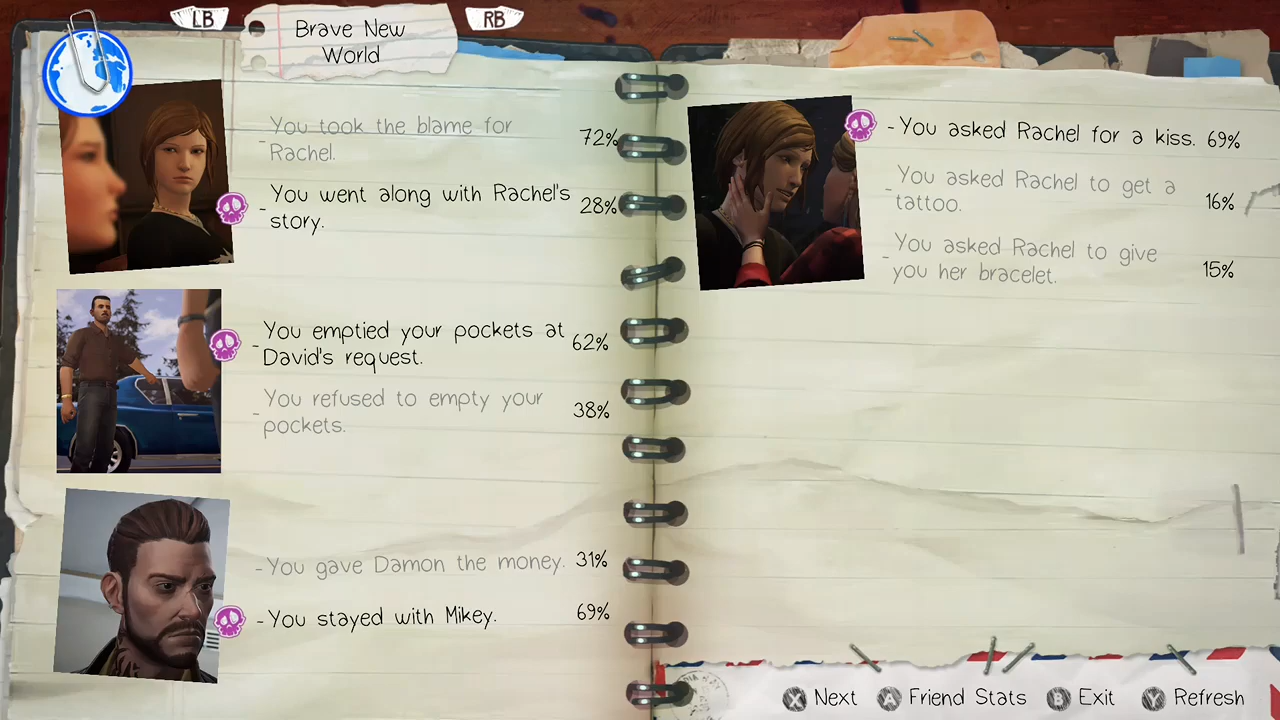 LB
Brave New
World
RB
-You took the blame for
Rachel.
72%
-You went along with Rachel's
story.
28%
-You emptied your pockets at
David's request.
62%
-You refused to empty your
pockets.
38%
-You gave Damon the money. 31%
-You stayed with Mikey. 69%
-You asked Rachel for a kiss. 69%
-You asked Rachel to get a
tattoo.
16%
-You asked Rachel to give
you her bracelet.
15%
X Next A Friend Stats B Exit Y Refresh